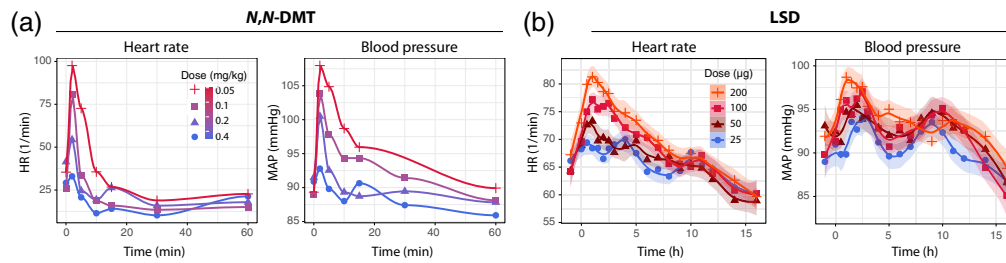 (a)
N,N-DMT
Heart rate
Blood pressure
HR (1/min)
100
75
50
25
Dose (mg/kg)
0.05
0.1
0.2
0.4
0 20 40 60
Time (min)
MAP (mmHg)
105
100
95
90
85
0 20 40 60
Time (min)
(b)
LSD
Heart rate
Blood pressure
HR (1/min)
80
75
70
65
60
55
Dose (µg)
200
100
50
25
0 5 10 15
Time (h)
MAP (mmHg)
100
95
90
85
0 5 10 15
Time (h)